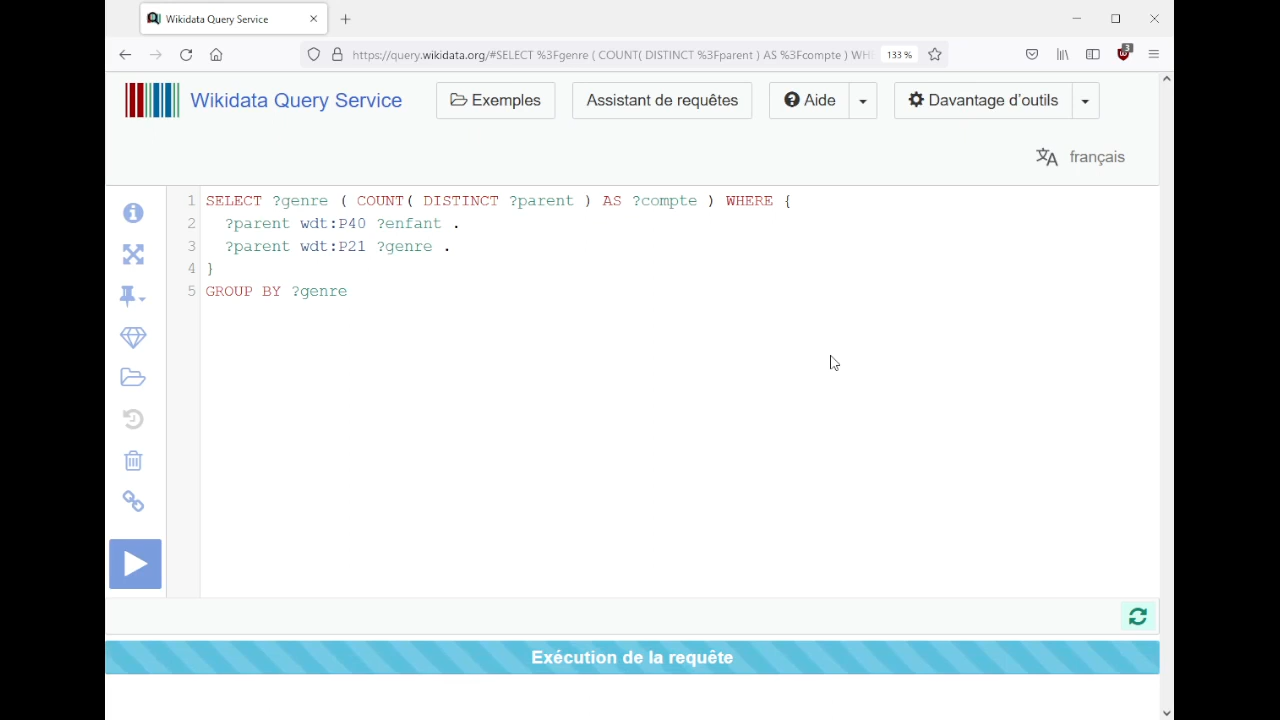 Wikidata Query Service
https://query.wikidata.org/#SELECT %3Fgenre ( COUNT( DISTINCT %3Fparent ) AS %3Fcompte ) WHE
133 %
3
Wikidata Query Service
Exemples
Assistant de requêtes
Aide
Davantage d'outils
français
1 SELECT ?genre ( COUNT( DISTINCT ?parent ) AS ?compte ) WHERE {
2 ?parent wdt:P40 ?enfant .
3 ?parent wdt:P21 ?genre .
4 }
5 GROUP BY ?genre
Exécution de la requête